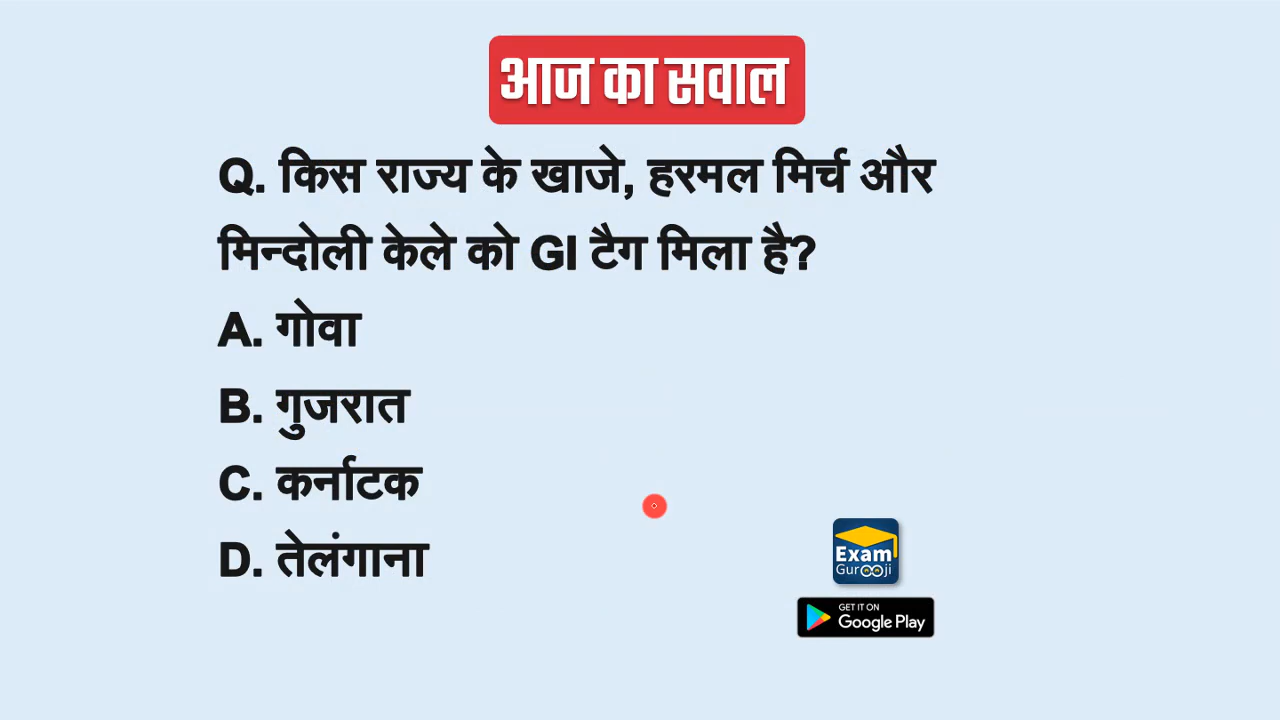 आज का सवाल
Q. किस राज्य के खाजे, हरमल मिर्च और
मिन्दोली केले को GI टैग मिला है?
A. गोवा
B. गुजरात
C. कर्नाटक
D. तेलंगाना
Exam
Gurooji
GET IT ON
Google Play